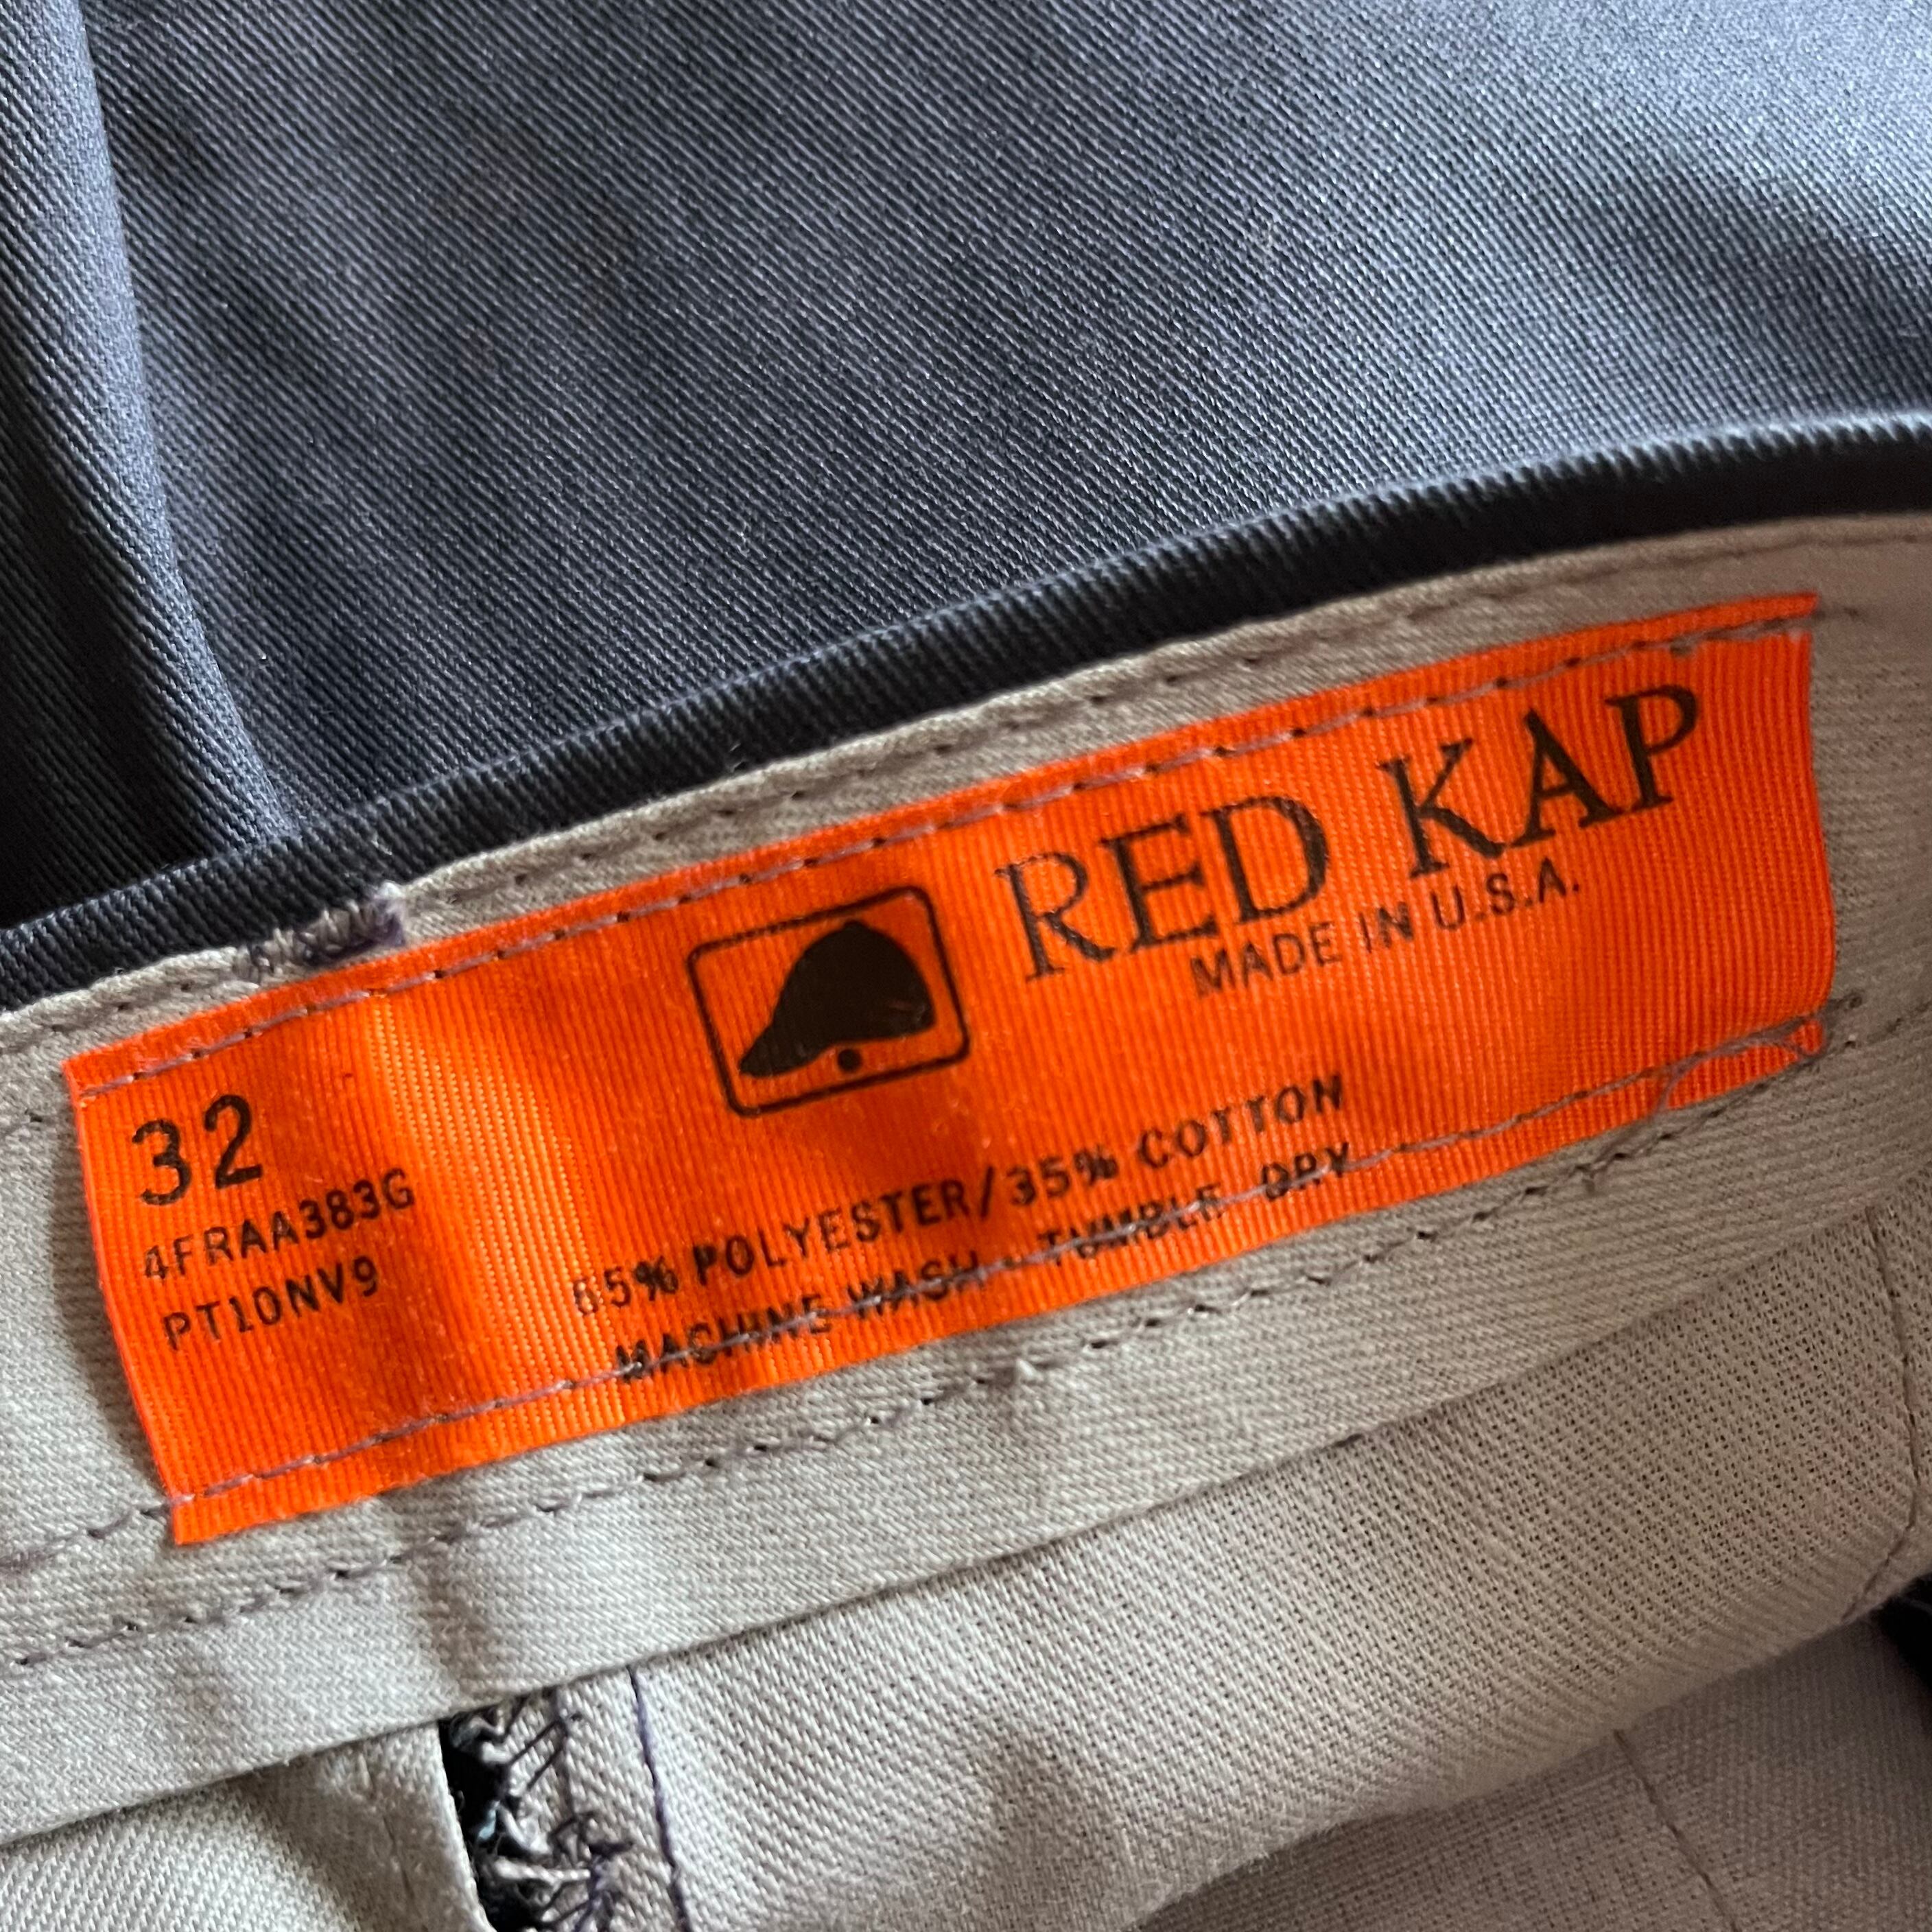 RED KAP
MADE IN U.S.A.
32
4FRAA383G
PT10NV9
65% POLYESTER/35% COTTON
MACHINE WASH - TUMBLE DRY